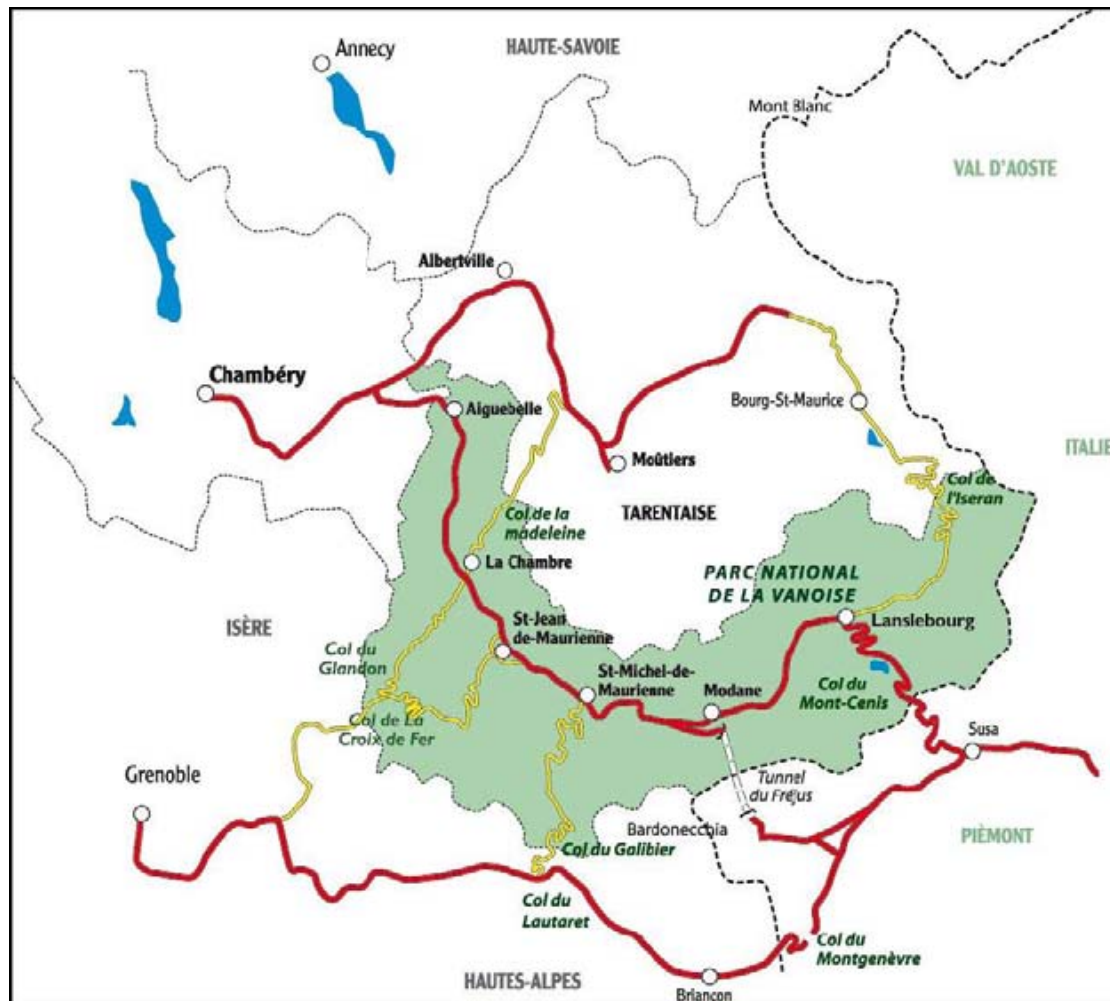 HAUTE-SAVOIE
Annecy
Mont Blanc
VAL D'AOSTE
Albertville
Chambéry
Aiguebelle
Bourg-St-Maurice
Moûtiers
ITALIE
Col de
l'Iseran
Col de la
madeleine
TARENTAISE
La Chambre
PARC NATIONAL
DE LA VANOISE
ISÈRE
St-Jean
de-Maurienne
Lanslebourg
Col du
Glandon
St-Michel-de-
Maurienne
Modane
Col du
Mont-Cenis
Col de La
Croix de Fer
Susa
Grenoble
Tunnel
du Fréjus
Bardonecchia
PIÈMONT
Col du Galibier
Col du
Lautaret
Col du
Montgenèvre
HAUTES-ALPES
Briancon